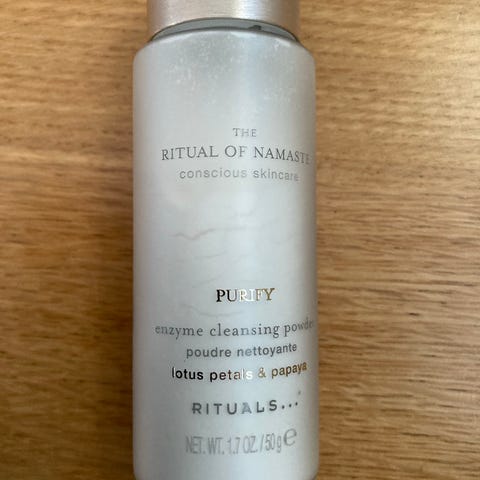 THE
RITUAL OF NAMASTE
conscious skincare
PURIFY
enzyme cleansing powder
poudre nettoyante
lotus petals & papaya
RITUALS...
NET. WT. 1.7 OZ. / 50 g ℮